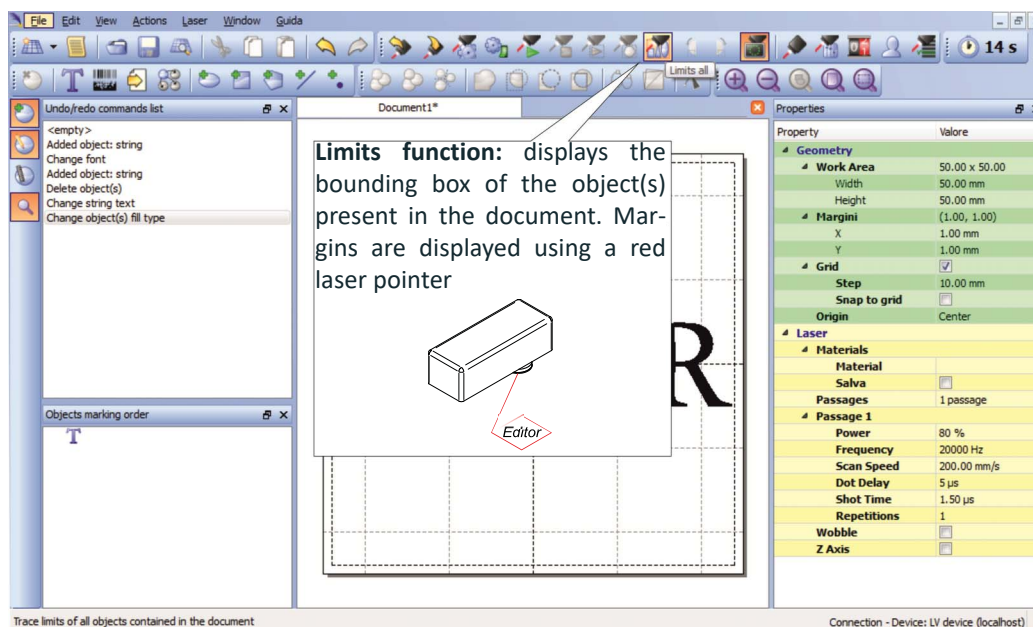 File Edit View Actions Laser Window Guida
14 s
Limits all
Undo/redo commands list
<empty>
Added object: string
Change font
Added object: string
Delete object(s)
Change string text
Change object(s) fill type
Objects marking order
T
Document1*
Limits function: displays the
bounding box of the object(s)
present in the document. Mar-
gins are displayed using a red
laser pointer
Editor
R
Properties
Property Valore
Geometry
Work Area 50.00 x 50.00
Width 50.00 mm
Height 50.00 mm
Margini (1.00, 1.00)
X 1.00 mm
Y 1.00 mm
Grid
Step 10.00 mm
Snap to grid
Origin Center
Laser
Materials
Material
Salva
Passages 1 passage
Passage 1
Power 80 %
Frequency 20000 Hz
Scan Speed 200.00 mm/s
Dot Delay 5 µs
Shot Time 1.50 µs
Repetitions 1
Wobble
Z Axis
Trace limits of all objects contained in the document
Connection - Device: LV device (localhost)